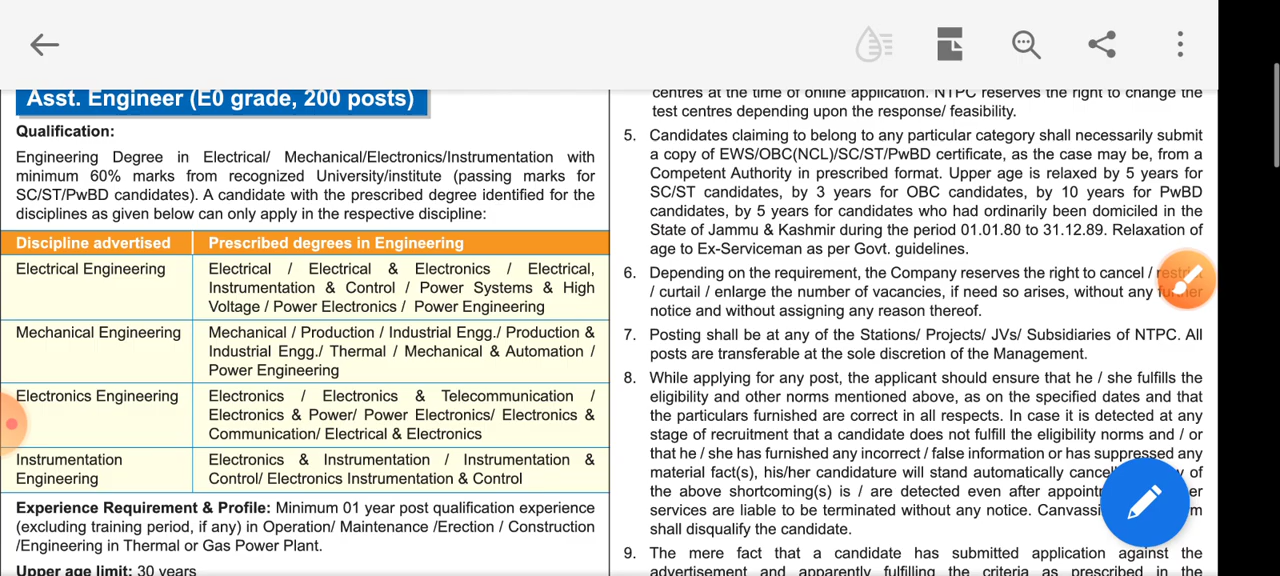 Asst. Engineer (E0 grade, 200 posts)
Qualification:
Engineering Degree in Electrical/ Mechanical/Electronics/Instrumentation with
minimum 60% marks from recognized University/institute (passing marks for
SC/ST/PwBD candidates). A candidate with the prescribed degree identified for the
disciplines as given below can only apply in the respective discipline:
Discipline advertised
Prescribed degrees in Engineering
Electrical Engineering
Electrical / Electrical & Electronics / Electrical,
Instrumentation & Control / Power Systems & High
Voltage / Power Electronics / Power Engineering
Mechanical Engineering
Mechanical / Production / Industrial Engg./ Production &
Industrial Engg./ Thermal / Mechanical & Automation /
Power Engineering
Electronics Engineering
Electronics / Electronics & Telecommunication /
Electronics & Power/ Power Electronics/ Electronics &
Communication/ Electrical & Electronics
Instrumentation
Engineering
Electronics & Instrumentation / Instrumentation &
Control/ Electronics Instrumentation & Control
Experience Requirement & Profile: Minimum 01 year post qualification experience
(excluding training period, if any) in Operation/ Maintenance /Erection / Construction
/Engineering in Thermal or Gas Power Plant.
Upper age limit: 30 years
centres at the time of online application. NTPC reserves the right to change the
test centres depending upon the response/ feasibility.
5. Candidates claiming to belong to any particular category shall necessarily submit
a copy of EWS/OBC(NCL)/SC/ST/PwBD certificate, as the case may be, from a
Competent Authority in prescribed format. Upper age is relaxed by 5 years for
SC/ST candidates, by 3 years for OBC candidates, by 10 years for PwBD
candidates, by 5 years for candidates who had ordinarily been domiciled in the
State of Jammu & Kashmir during the period 01.01.80 to 31.12.89. Relaxation of
age to Ex-Serviceman as per Govt. guidelines.
6. Depending on the requirement, the Company reserves the right to cancel / restrict
/ curtail / enlarge the number of vacancies, if need so arises, without any further
notice and without assigning any reason thereof.
7. Posting shall be at any of the Stations/ Projects/ JVs/ Subsidiaries of NTPC. All
posts are transferable at the sole discretion of the Management.
8. While applying for any post, the applicant should ensure that he / she fulfills the
eligibility and other norms mentioned above, as on the specified dates and that
the particulars furnished are correct in all respects. In case it is detected at any
stage of recruitment that a candidate does not fulfill the eligibility norms and / or
that he / she has furnished any incorrect / false information or has suppressed any
material fact(s), his/her candidature will stand automatically of
the above shortcoming(s) is / are detected even after
services are liable to be terminated without any notice.
shall disqualify the candidate.
9. The mere fact that a candidate has submitted application against the
advertisement and apparently fulfilling the criteria as prescribed in the